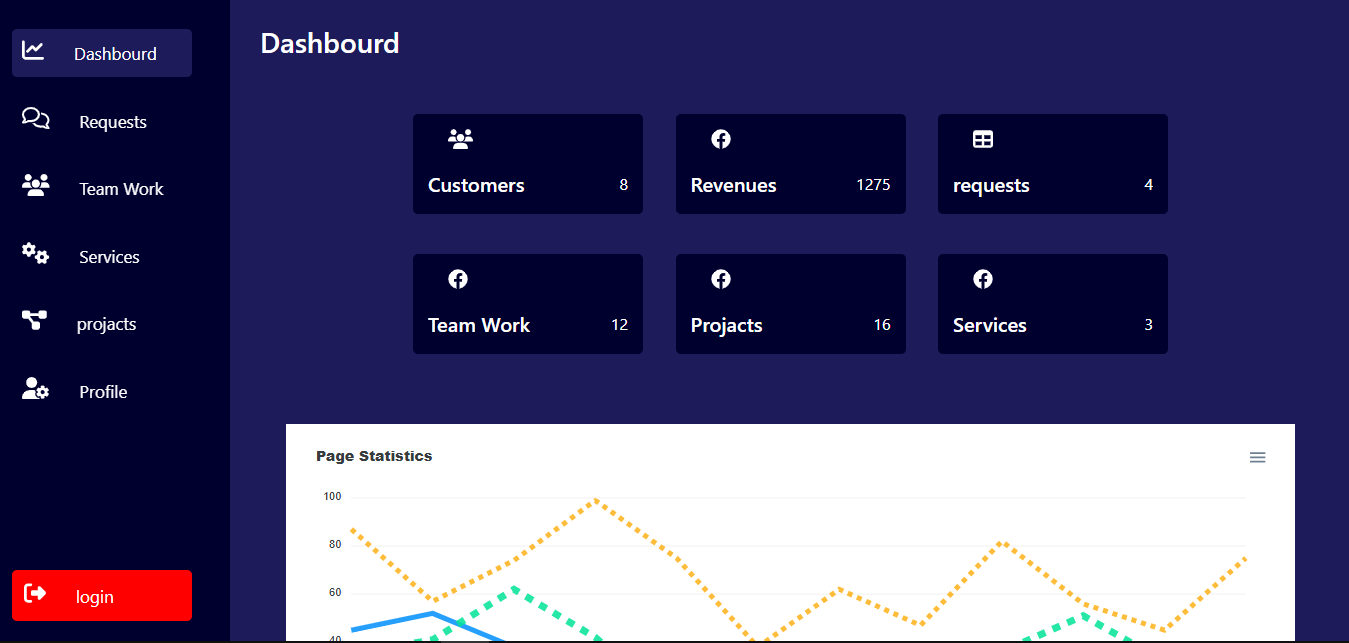 Dashbourd
Requests
Team Work
Services
projacts
Profile
login
Dashbourd
Customers 8
Revenues 1275
requests 4
Team Work 12
Projacts 16
Services 3
Page Statistics
100
80
60
40